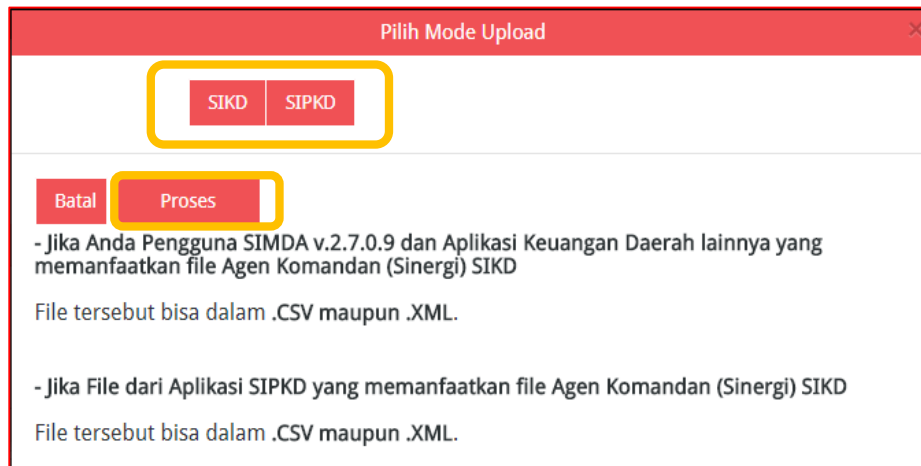 Pilih Mode Upload ×
SIKD SIPKD
Batal Proses
- Jika Anda Pengguna SIMDA v.2.7.0.9 dan Aplikasi Keuangan Daerah lainnya yang
memanfaatkan file Agen Komandan (Sinergi) SIKD
File tersebut bisa dalam .CSV maupun .XML.
- Jika File dari Aplikasi SIPKD yang memanfaatkan file Agen Komandan (Sinergi) SIKD
File tersebut bisa dalam .CSV maupun .XML.